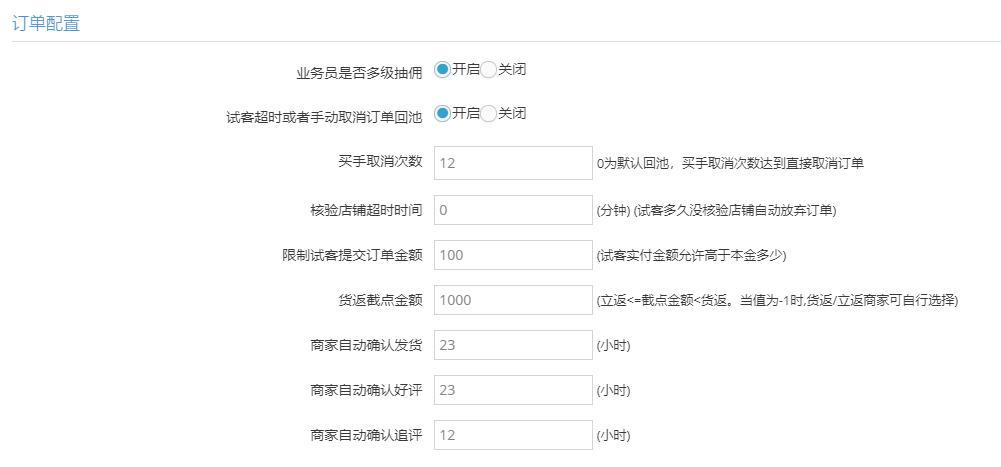 订单配置
业务员是否多级抽佣 开启 关闭
试客超时或者手动取消订单回池 开启 关闭
买手取消次数 12 0为默认回池，买手取消次数达到直接取消订单
核验店铺超时时间 0 (分钟) (试客多久没核验店铺自动放弃订单)
限制试客提交订单金额 100 (试客实付金额允许高于本金多少)
货返截点金额 1000 (立返<=截点金额<货返。当值为-1时,货返/立返商家可自行选择)
商家自动确认发货 23 (小时)
商家自动确认好评 23 (小时)
商家自动确认追评 12 (小时)